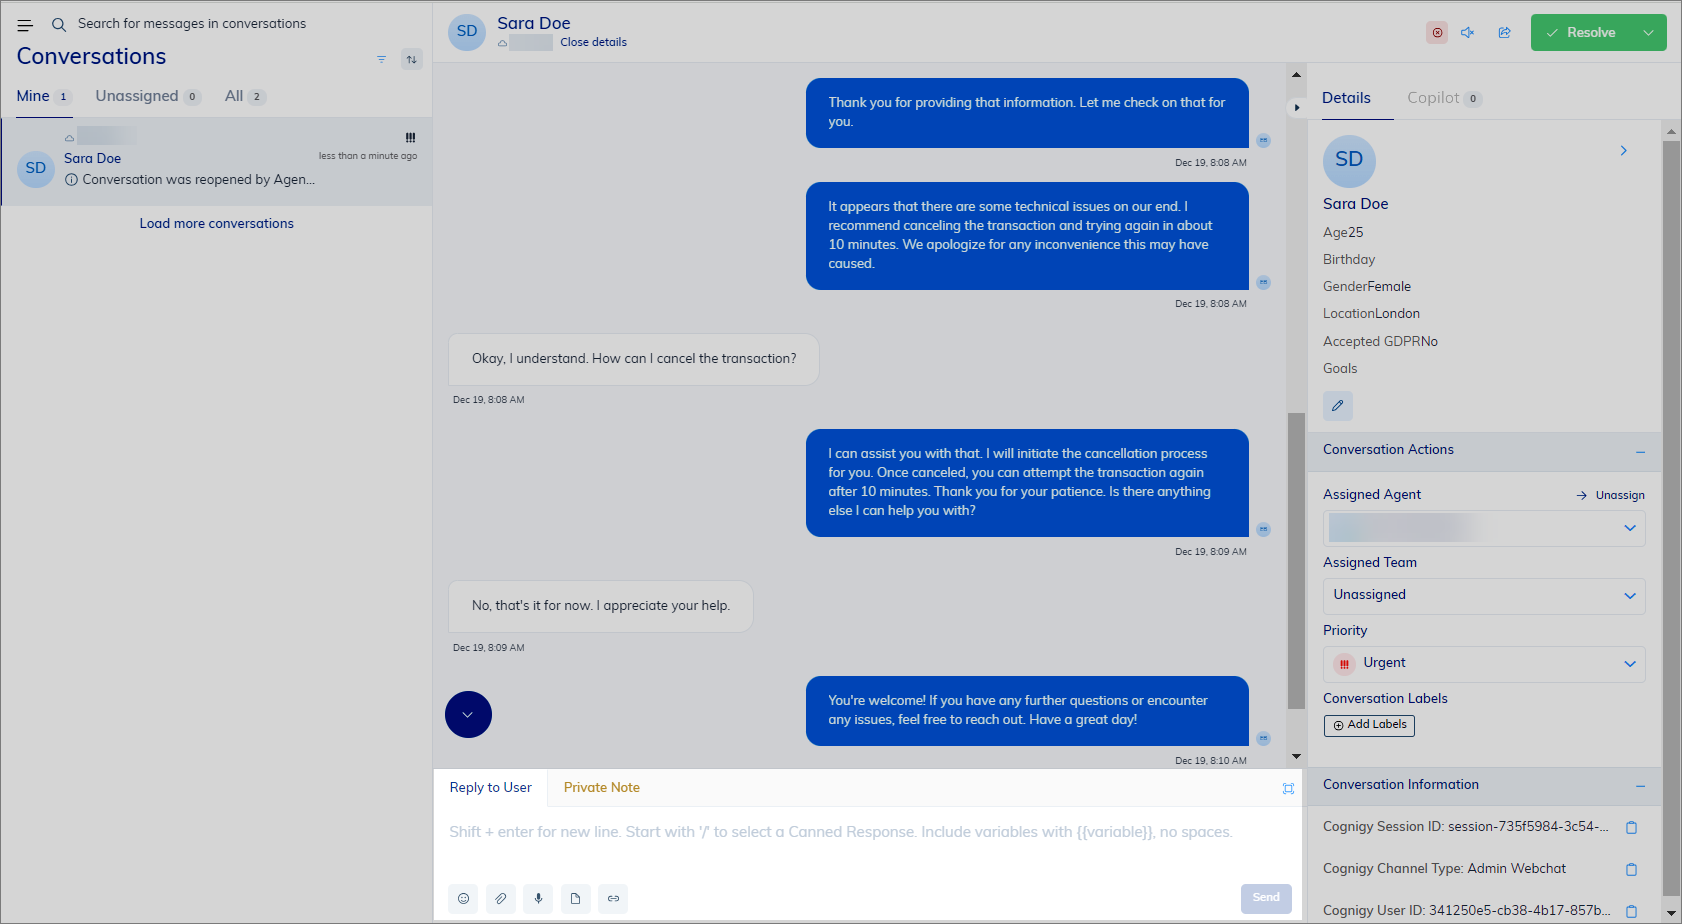 Search for messages in conversations
Conversations
Mine 1 Unassigned 0 All 2
SD
Sara Doe
less than a minute ago
Conversation was reopened by Agen...
Load more conversations
SD
Sara Doe
Close details
Resolve
Thank you for providing that information. Let me check on that for
you.
Dec 19, 8:08 AM
It appears that there are some technical issues on our end. I
recommend canceling the transaction and trying again in about
10 minutes. We apologize for any inconvenience this may have
caused.
Dec 19, 8:08 AM
Okay, I understand. How can I cancel the transaction?
Dec 19, 8:08 AM
I can assist you with that. I will initiate the cancellation process
for you. Once canceled, you can attempt the transaction again
after 10 minutes. Thank you for your patience. Is there anything
else I can help you with?
Dec 19, 8:09 AM
No, that's it for now. I appreciate your help.
Dec 19, 8:09 AM
You're welcome! If you have any further questions or encounter
any issues, feel free to reach out. Have a great day!
Dec 19, 8:10 AM
Reply to User Private Note
Shift + enter for new line. Start with '/' to select a Canned Response. Include variables with {{variable}}, no spaces.
Send
Details Copilot 0
SD
Sara Doe
Age25
Birthday
GenderFemale
LocationLondon
Accepted GDPRNo
Goals
Conversation Actions
Assigned Agent Unassign
Assigned Team
Unassigned
Priority
Urgent
Conversation Labels
Add Labels
Conversation Information
Cognigy Session ID: session-735f5984-3c54-...
Cognigy Channel Type: Admin Webchat
Cognigy User ID: 341250e5-cb38-4b17-857b...